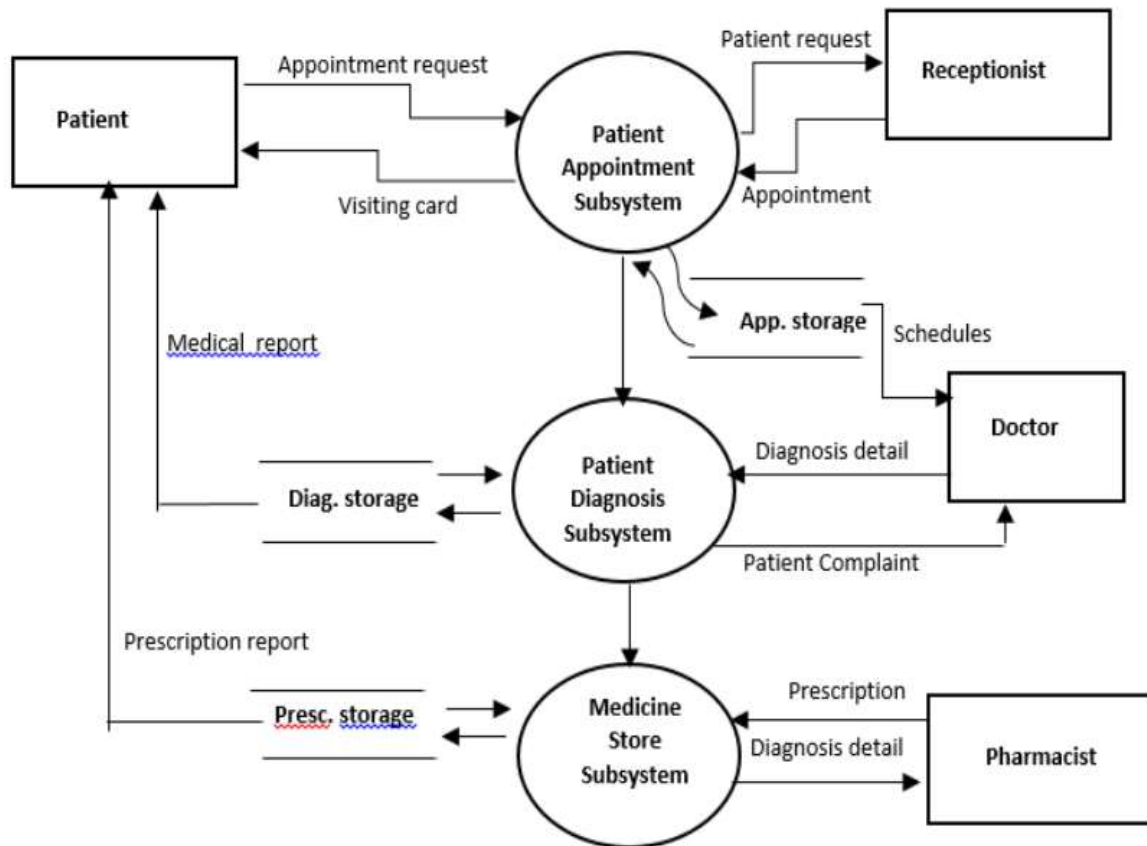 Patient request
Appointment request
Receptionist
Patient
Patient
Appointment
Subsystem
Visiting card
Appointment
App. storage
Medical report
Schedules
Doctor
Diagnosis detail
Patient
Diagnosis
Subsystem
Diag. storage
Patient Complaint
Prescription report
Prescription
Presc. storage
Medicine
Store
Subsystem
Diagnosis detail
Pharmacist